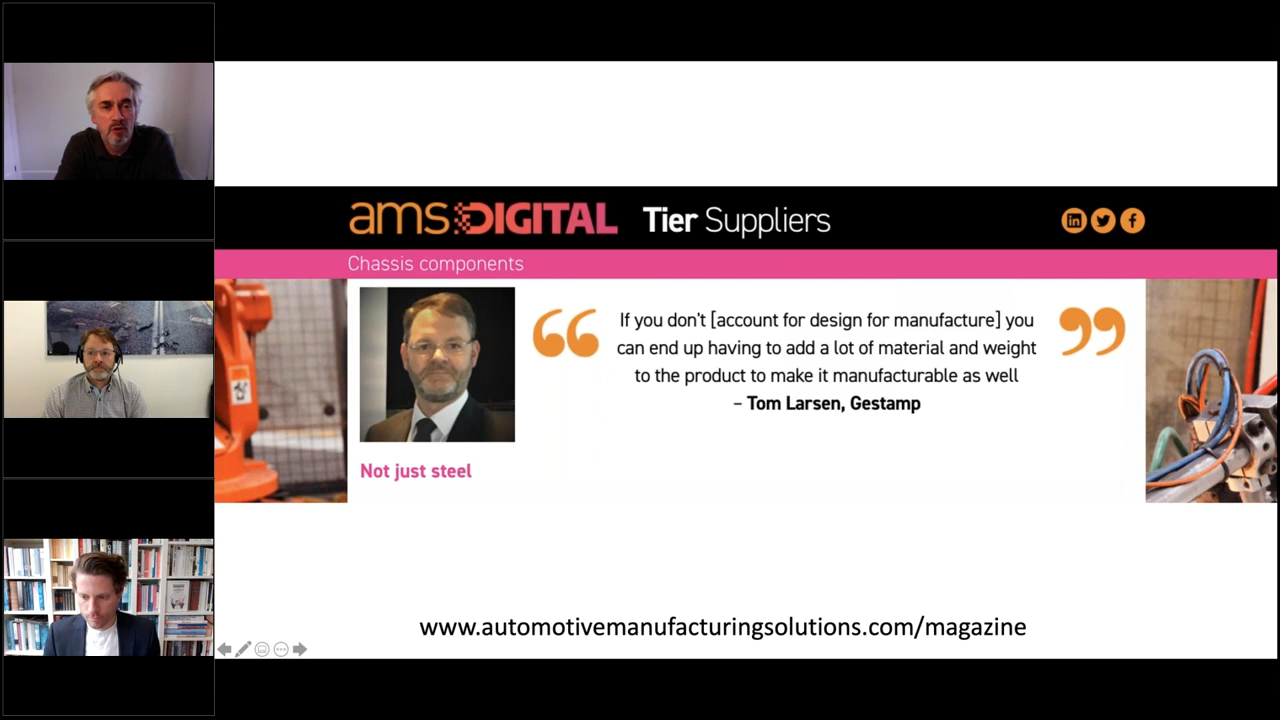 ams DIGITAL Tier Suppliers
Chassis components
“ If you don't [account for design for manufacture] you ”
can end up having to add a lot of material and weight
to the product to make it manufacturable as well
– Tom Larsen, Gestamp
Not just steel
www.automotivemanufacturingsolutions.com/magazine